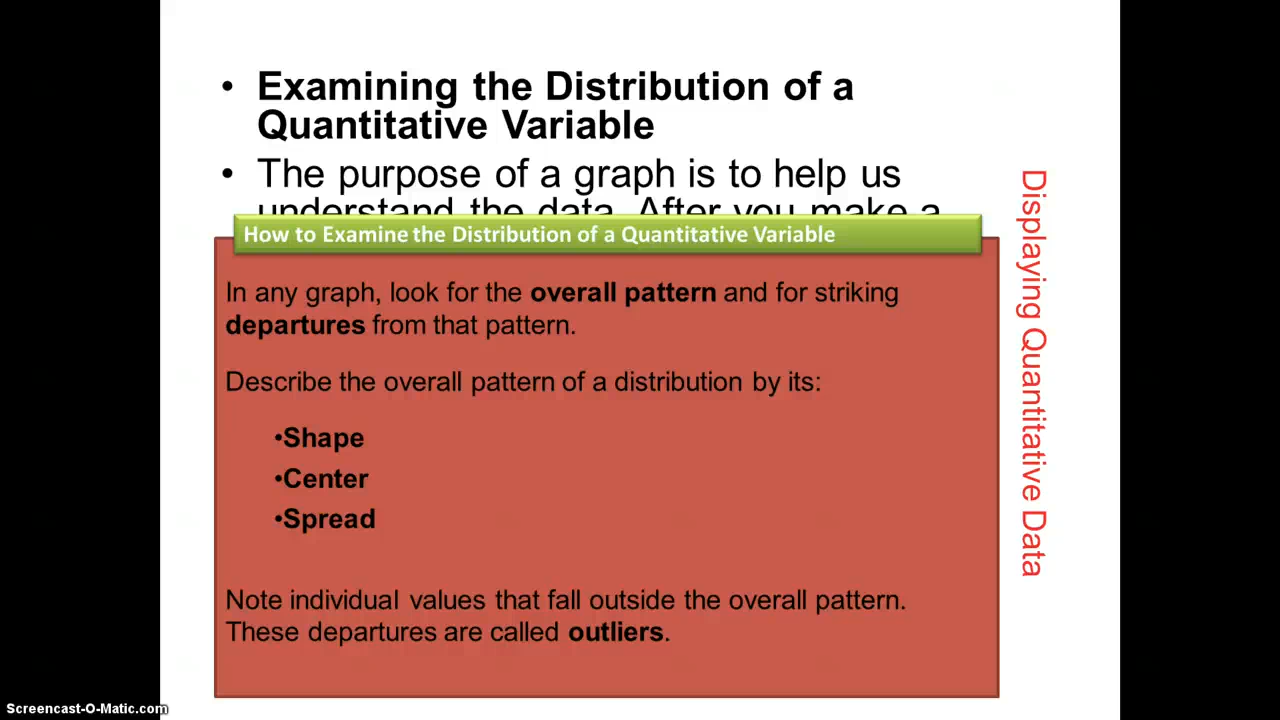 • Examining the Distribution of a
Quantitative Variable
• The purpose of a graph is to help us
understand the data. After you make a
How to Examine the Distribution of a Quantitative Variable
In any graph, look for the overall pattern and for striking
departures from that pattern.
Describe the overall pattern of a distribution by its:
•Shape
•Center
•Spread
Note individual values that fall outside the overall pattern.
These departures are called outliers.
Displaying Quantitative Data
Screencast-O-Matic.com